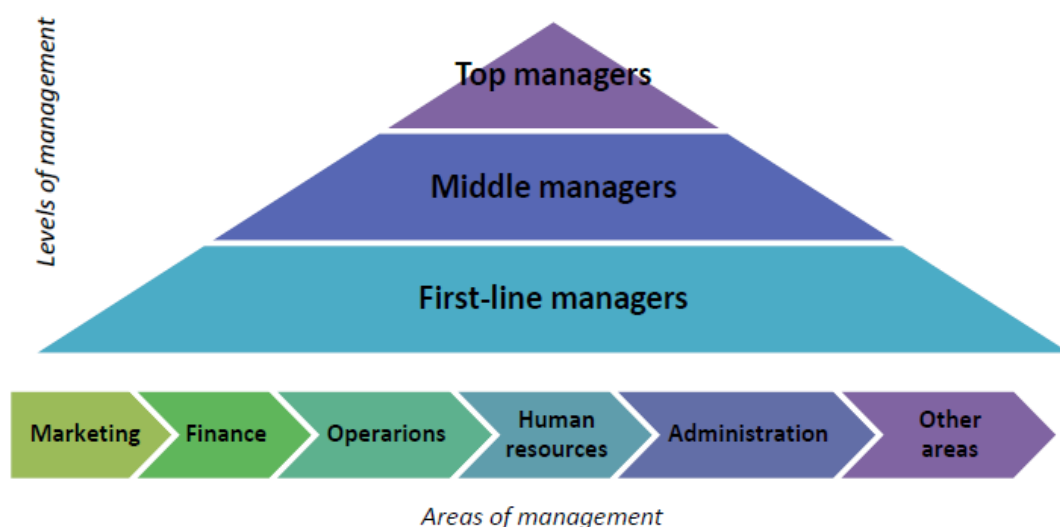 Levels of management
Top managers
Middle managers
First-line managers
Marketing
Finance
Operarions
Human
resources
Administration
Other
areas
Areas of management